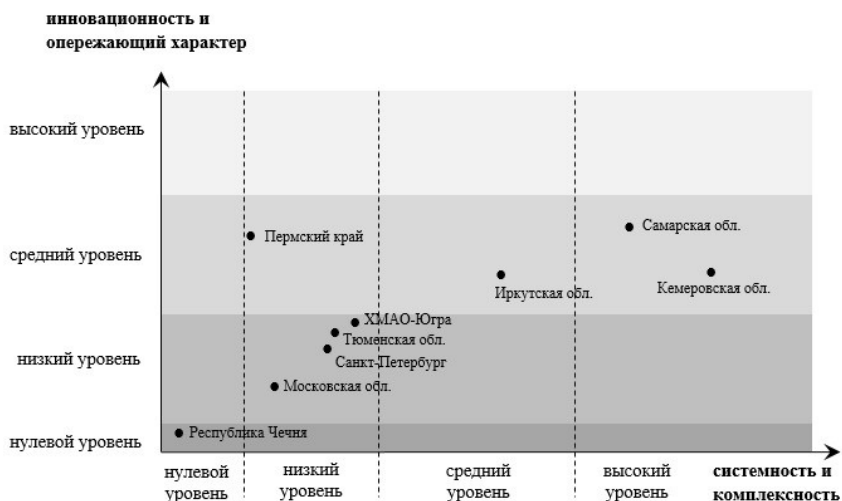 инновационность и
опережающий характер
высокий уровень
Самарская обл.
Пермский край
средний уровень
Иркутская обл.
Кемеровская обл.
ХМАО-Югра
Тюменская обл.
низкий уровень
Санкт-Петербург
Московская обл.
нулевой уровень
Республика Чечня
нулевой
уровень
низкий
уровень
средний
уровень
высокий
уровень
системность и
комплексность